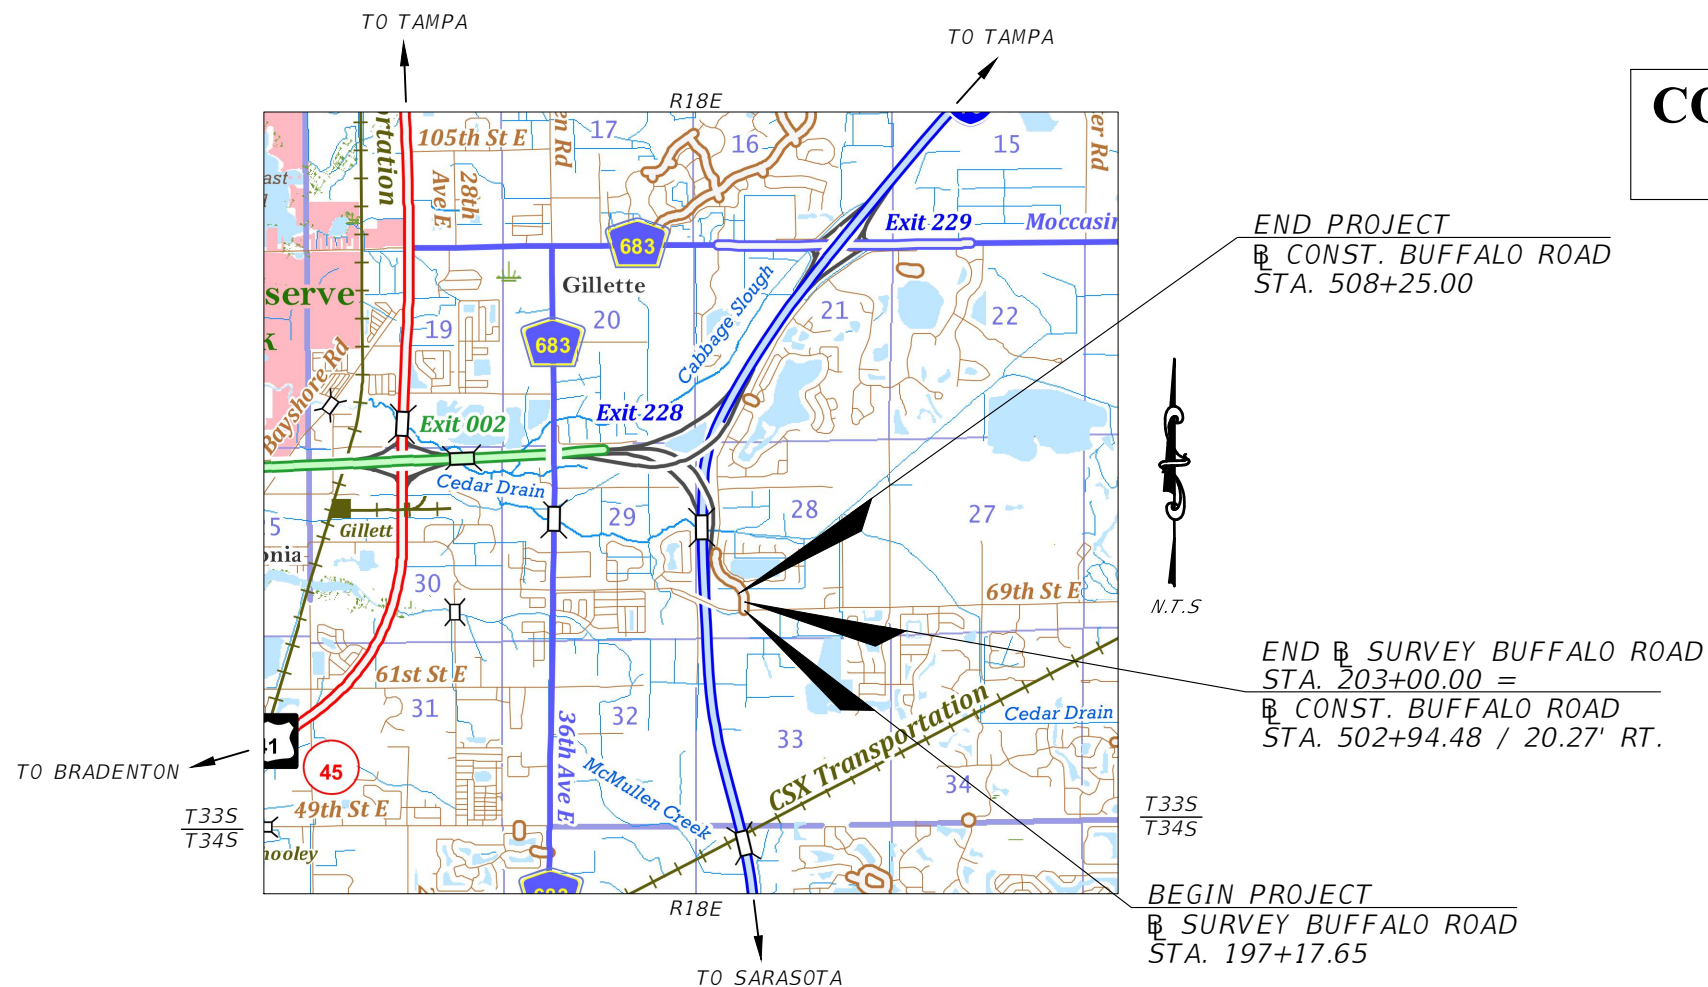 TO TAMPA
TO TAMPA
CO
R18E
105th St E
28th
Ave E
17
16
15
683
Exit 229
Moccasin
Gillette
serve
19
20
21
22
683
Cabbage Slough
Bayshore Rd
Exit 002
Exit 228
Cedar Drain
29
28
27
Gillett
30
69th St E
61st St E
31
32
33
34
36th Ave E
McMullen Creek
CSX Transportation
Cedar Drain
45
49th St E
TO BRADENTON
T33S
T34S
T33S
T34S
R18E
TO SARASOTA
END PROJECT
BL CONST. BUFFALO ROAD
STA. 508+25.00
N.T.S
END BL SURVEY BUFFALO ROAD
STA. 203+00.00 =
BL CONST. BUFFALO ROAD
STA. 502+94.48 / 20.27' RT.
BEGIN PROJECT
BL SURVEY BUFFALO ROAD
STA. 197+17.65